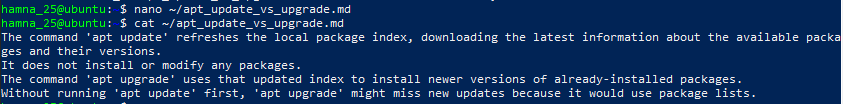 hamna_25@ubuntu: $ nano ~/apt_update_vs_upgrade.md
hamna_25@ubuntu: $ cat ~/apt_update_vs_upgrade.md
The command 'apt update' refreshes the local package index, downloading the latest information about the available packa
ges and their versions.
It does not install or modify any packages.
The command 'apt upgrade' uses that updated index to install newer versions of already-installed packages.
Without running 'apt update' first, 'apt upgrade' might miss new updates because it would use package lists.